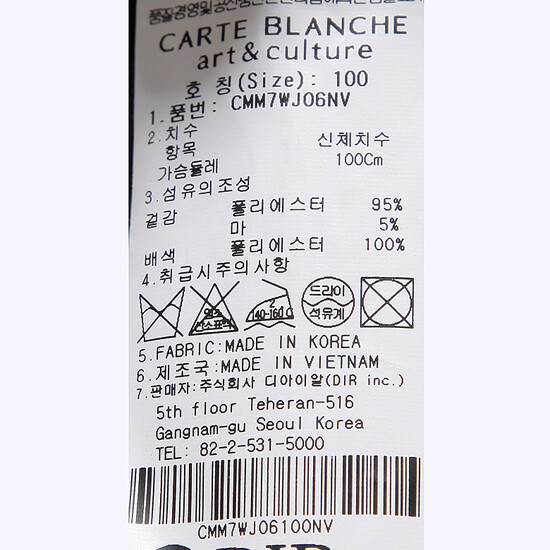 CARTE BLANCHE
art & culture
호 칭(Size): 100
1.품번: CMM7WJ06NV
2.치수
항목 신체치수
가슴둘레 100Cm
3.섬유의조성
겉감 폴리에스터 95%
마 5%
배색 폴리에스터 100%
4.취급시주의사항
2
140-160℃
드라이
석유계
5.FABRIC:MADE IN KOREA
6.제조국:MADE IN VIETNAM
7.판매자:주식회사 디아이알(DIR inc.)
5th floor Teheran-516
Gangnam-gu Seoul Korea
TEL: 82-2-531-5000
CMM7WJ06100NV